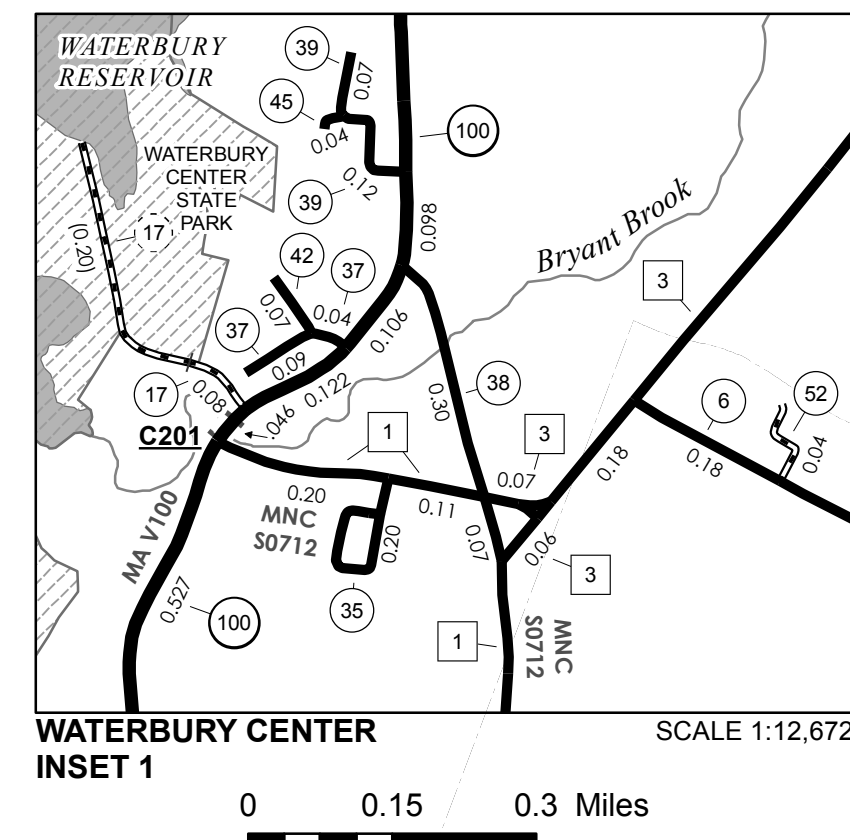 WATERBURY
RESERVOIR
39
0.07
45
0.04
100
WATERBURY
CENTER
STATE
PARK
0.12
39
17
(0.20)
0.098
Bryant Brook
42
37
3
0.07
0.04
37
0.106
0.09
0.122
17
0.08
.046
C201
0.30
38
6
52
1
3
0.07
0.18
0.18
0.04
0.20
0.11
MNC
S0712
0.20
0.07
0.06
3
MA V100
35
0.527
100
1
MNC
S0712
WATERBURY CENTER
INSET 1
SCALE 1:12,672
0 0.15 0.3 Miles